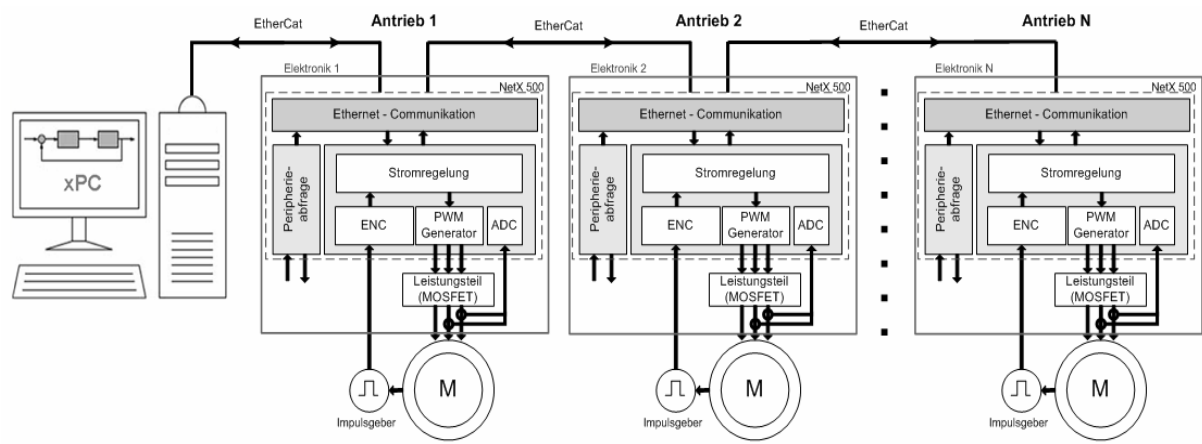 Antrieb 1
Antrieb 2
Antrieb N
EtherCat
EtherCat
EtherCat
xPC
Elektronik 1
NetX 500
Ethernet - Communikation
Peripherie-
abfrage
Stromregelung
ENC
PWM
Generator
ADC
Leistungsteil
(MOSFET)
M
Impulsgeber
Elektronik 2
NetX 500
Ethernet - Communikation
Peripherie-
abfrage
Stromregelung
ENC
PWM
Generator
ADC
Leistungsteil
(MOSFET)
M
Impulsgeber
Elektronik N
NetX 500
Ethernet - Communikation
Peripherie-
abfrage
Stromregelung
ENC
PWM
Generator
ADC
Leistungsteil
(MOSFET)
M
Impulsgeber